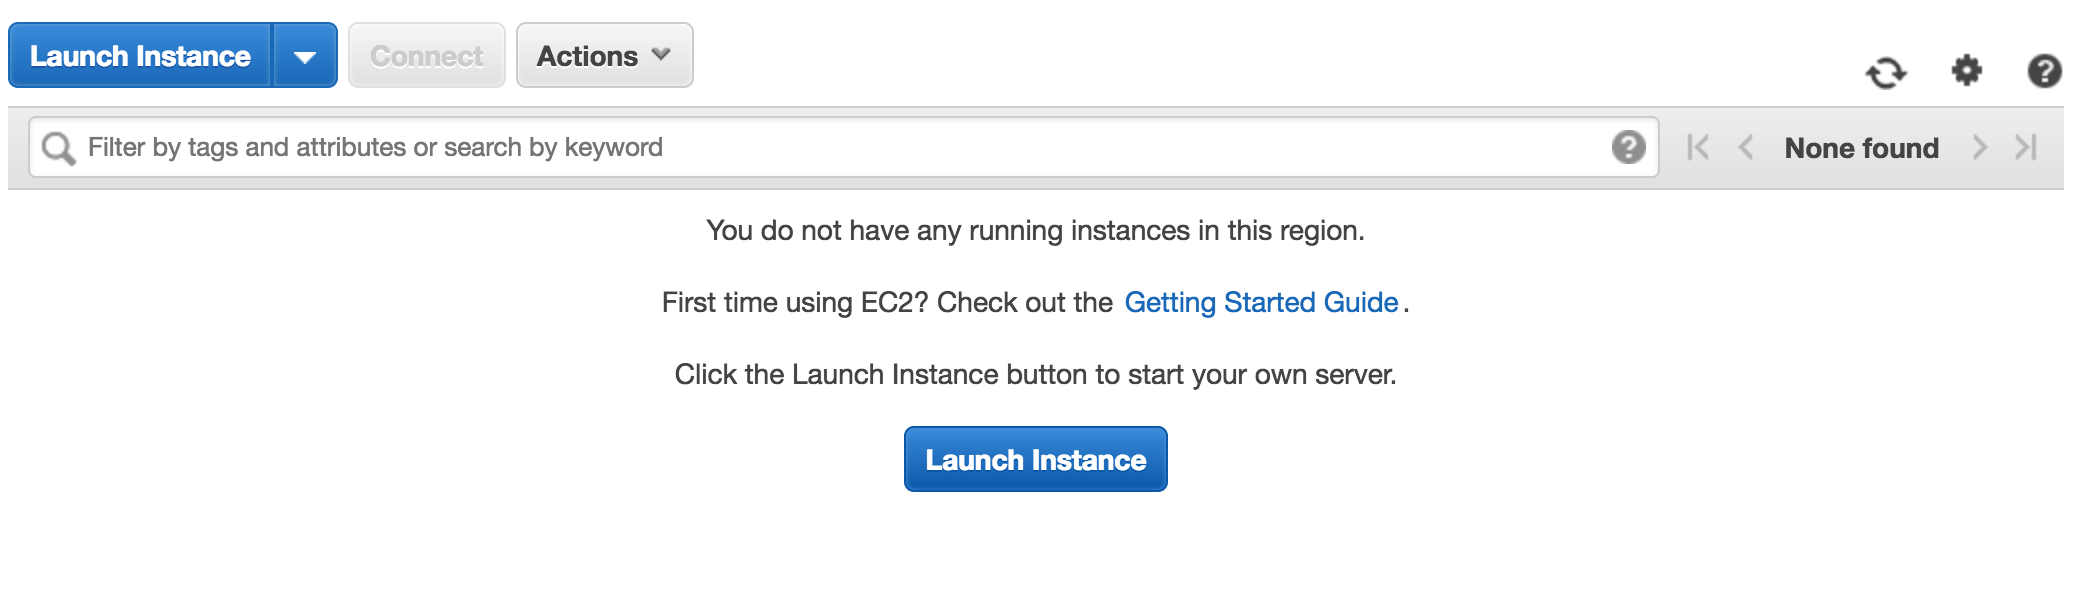 Launch Instance Connect Actions
Filter by tags and attributes or search by keyword ? None found
You do not have any running instances in this region.
First time using EC2? Check out the Getting Started Guide.
Click the Launch Instance button to start your own server.
Launch Instance